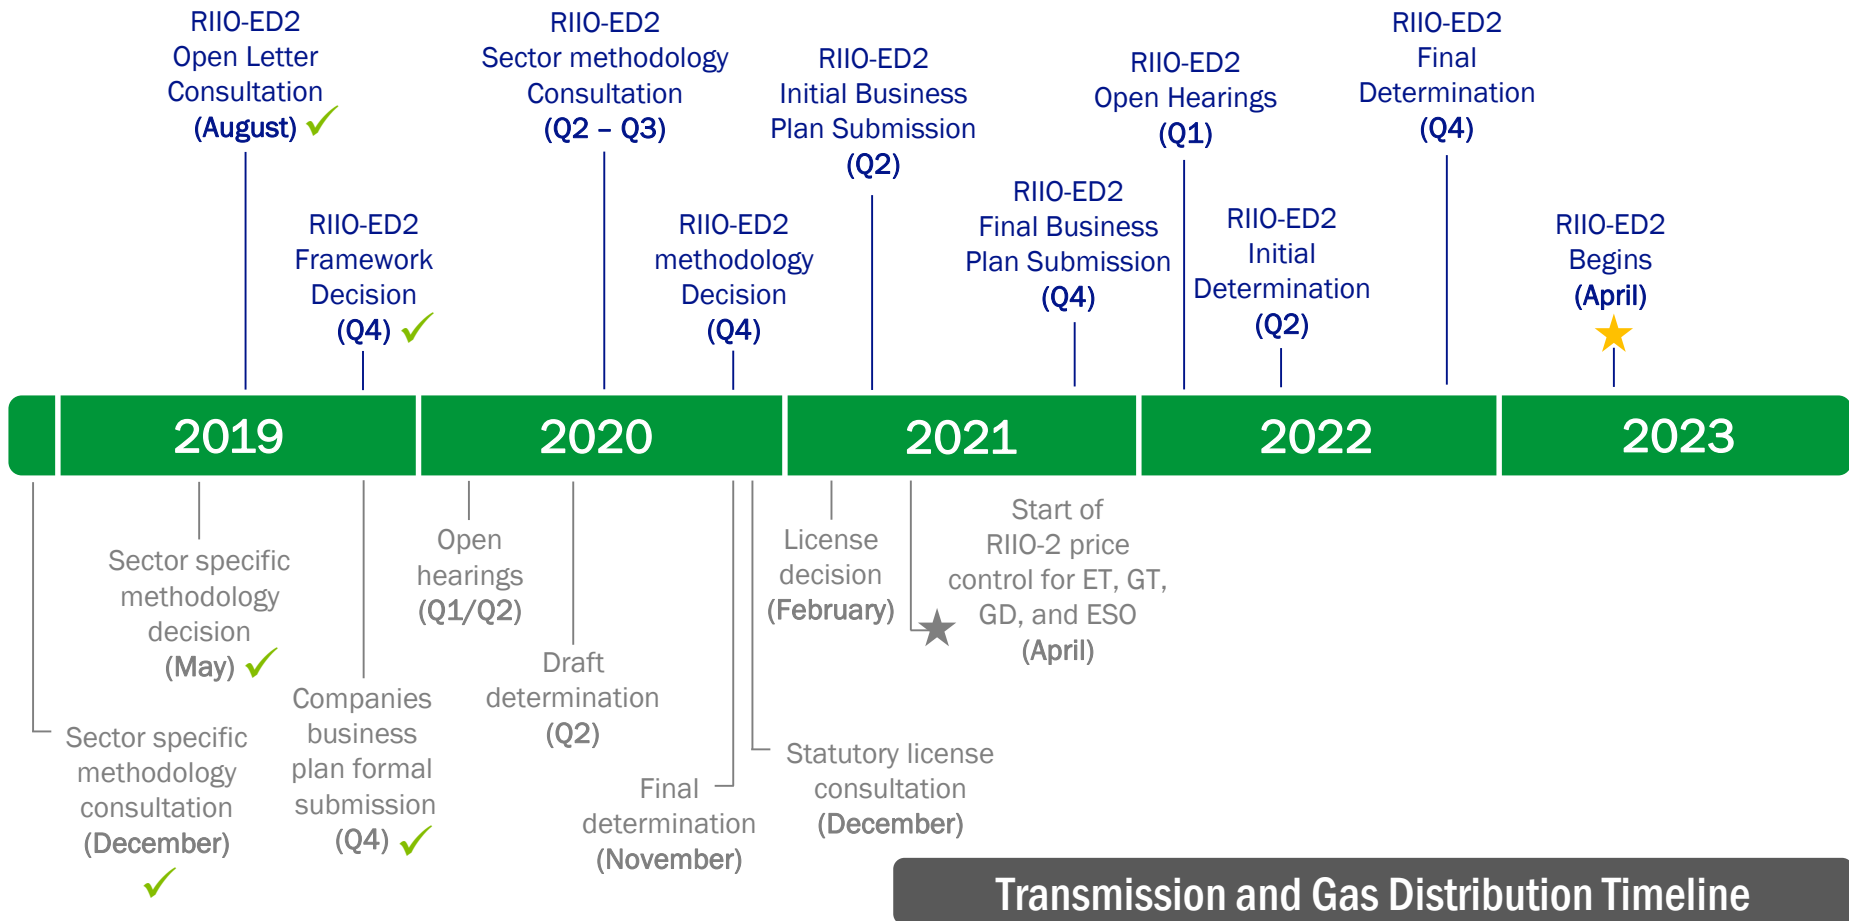 RIIO-ED2
Open Letter
Consultation
(August)
RIIO-ED2
Framework
Decision
(Q4)
RIIO-ED2
Sector methodology
Consultation
(Q2 – Q3)
RIIO-ED2
methodology
Decision
(Q4)
RIIO-ED2
Initial Business
Plan Submission
(Q2)
RIIO-ED2
Final Business
Plan Submission
(Q4)
RIIO-ED2
Open Hearings
(Q1)
RIIO-ED2
Initial
Determination
(Q2)
RIIO-ED2
Final
Determination
(Q4)
RIIO-ED2
Begins
(April)
2019
2020
2021
2022
2023
Sector specific
methodology
consultation
(December)
Sector specific
methodology
decision
(May)
Companies
business
plan formal
submission
(Q4)
Open
hearings
(Q1/Q2)
Draft
determination
(Q2)
Final
determination
(November)
Statutory license
consultation
(December)
License
decision
(February)
Start of
RIIO-2 price
control for ET, GT,
GD, and ESO
(April)
Transmission and Gas Distribution Timeline